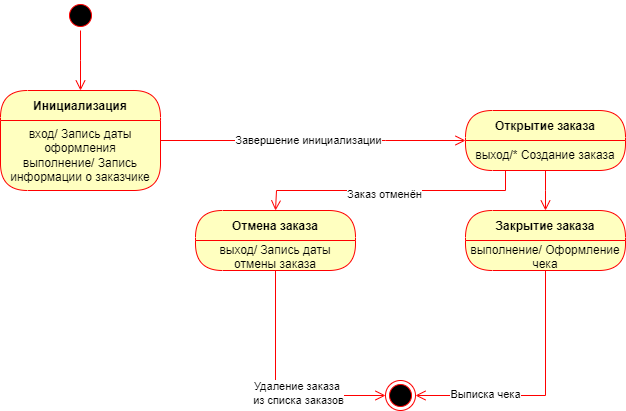 Инициализация
вход/ Запись даты
оформления
выполнение/ Запись
информации о заказчике
Завершение инициализации
Открытие заказа
выход/* Создание заказа
Заказ отменён
Отмена заказа
выход/ Запись даты
отмены заказа
Закрытие заказа
выполнение/ Оформление
чека
Удаление заказа
из списка заказов
Выписка чека